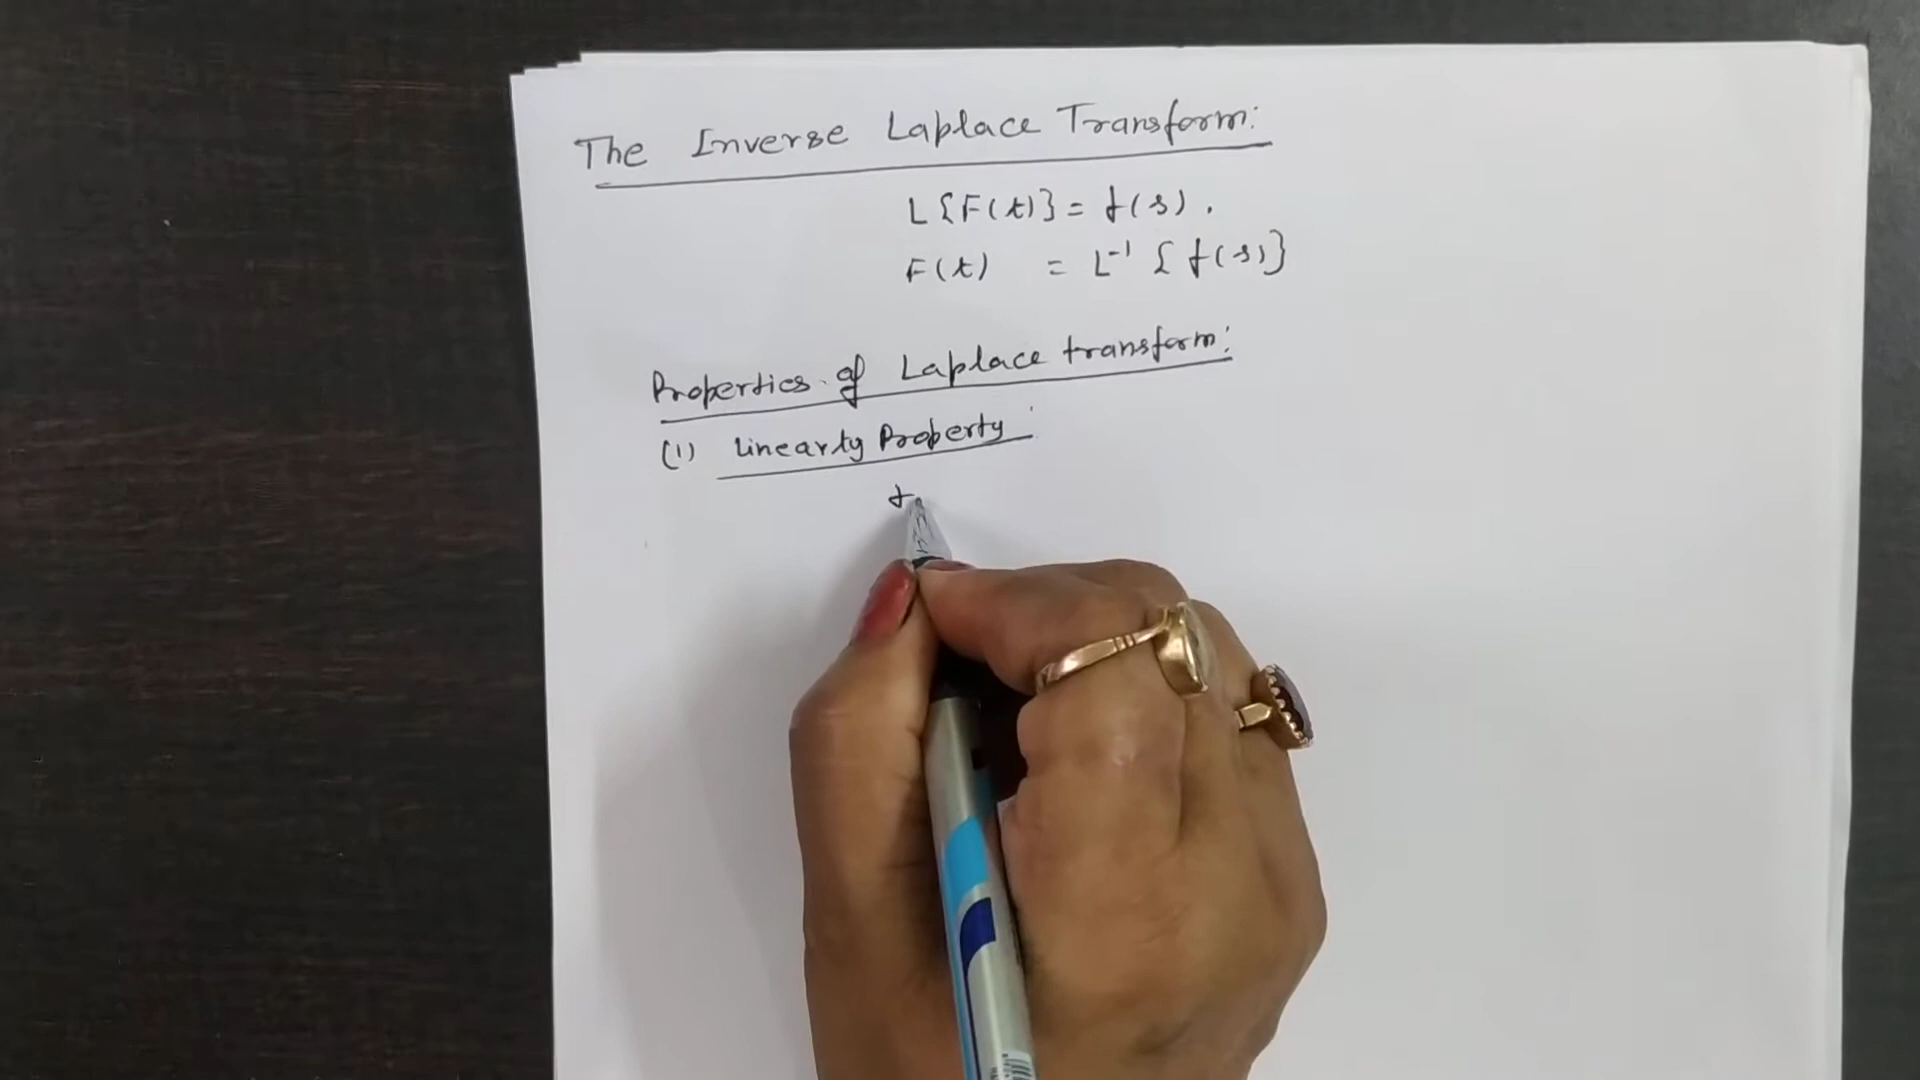 The Inverse Laplace Transform:
L{F(t)} = f(s).
F(t) = L⁻¹ {f(s)}
Properties of Laplace transform:
(1) Linearty Property
f